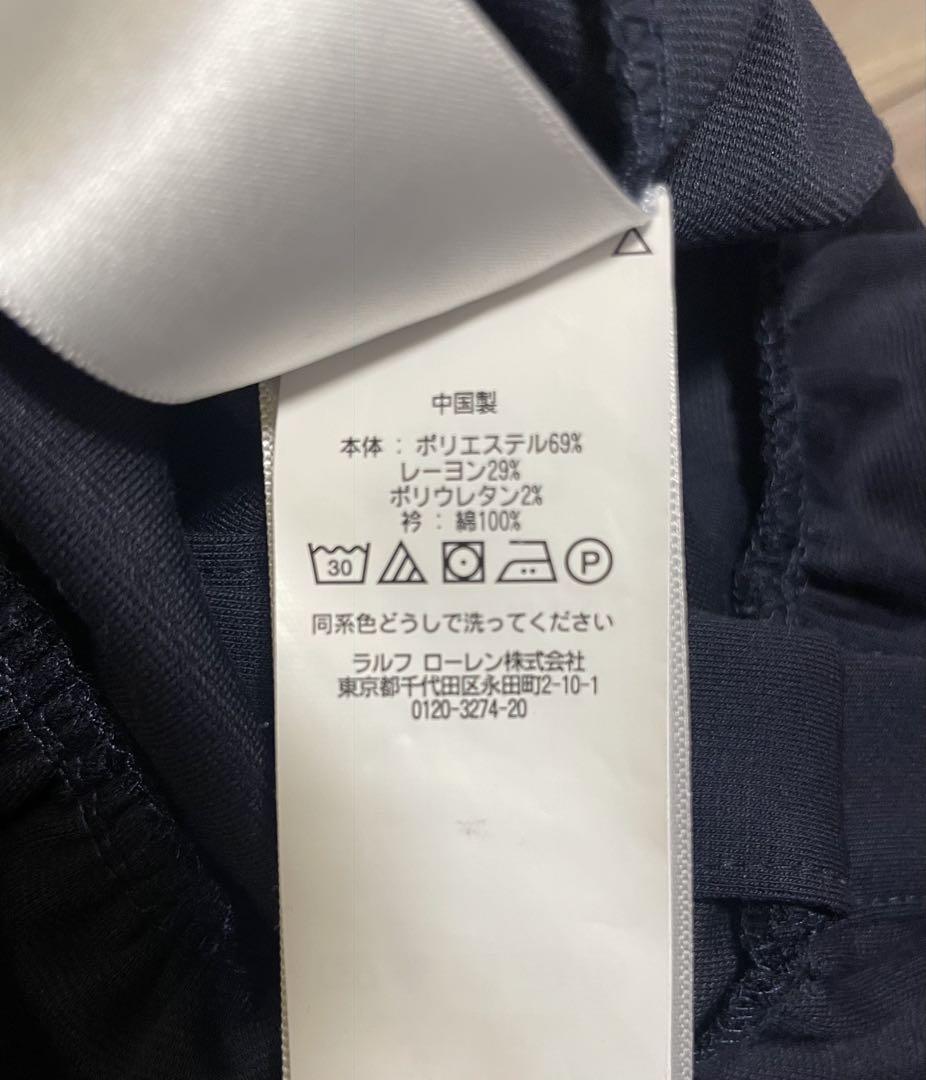 中国製
本体 : ポリエステル69%
レーヨン29%
ポリウレタン2%
衿 : 綿100%
30 P
同系色どうしで洗ってください
ラルフ ローレン株式会社
東京都千代田区永田町2-10-1
0120-3274-20